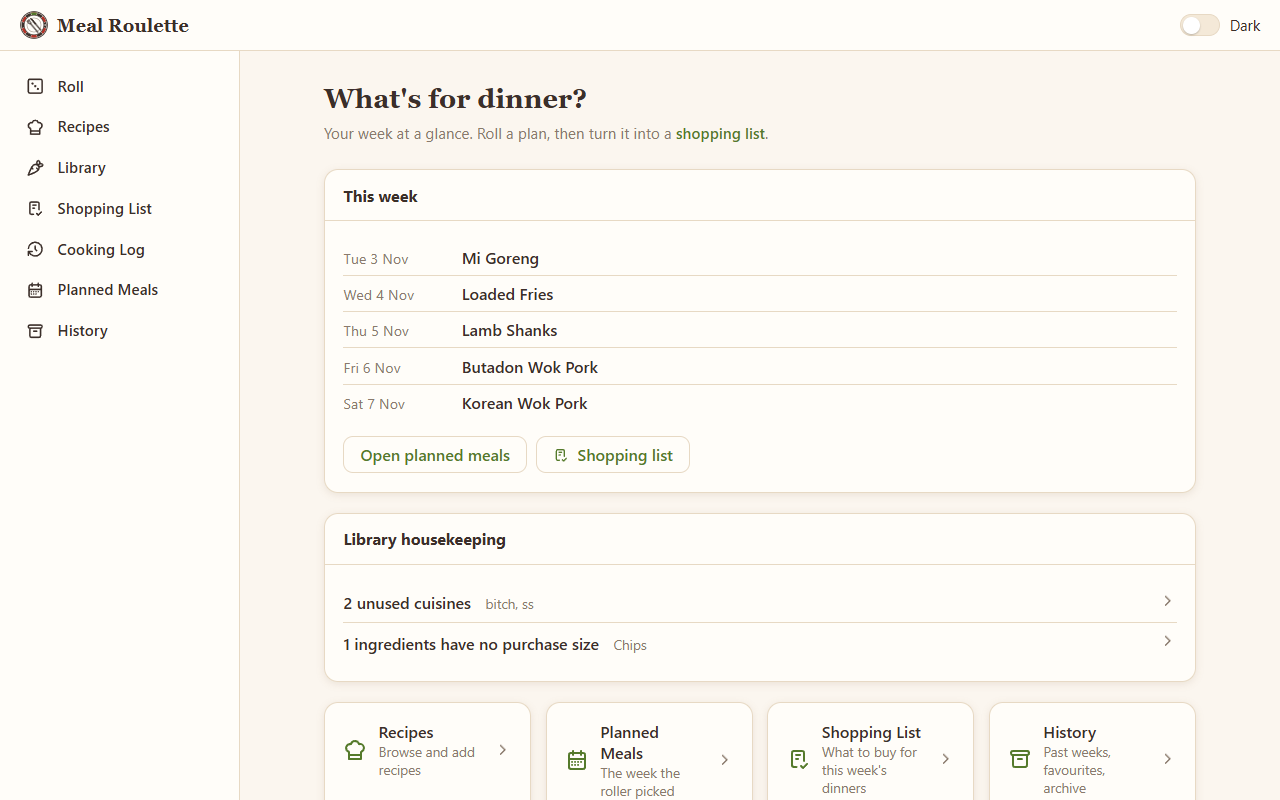 Meal Roulette
Dark
Roll
Recipes
Library
Shopping List
Cooking Log
Planned Meals
History
What's for dinner?
Your week at a glance. Roll a plan, then turn it into a shopping list.
This week
Tue 3 Nov Mi Goreng
Wed 4 Nov Loaded Fries
Thu 5 Nov Lamb Shanks
Fri 6 Nov Butadon Wok Pork
Sat 7 Nov Korean Wok Pork
Open planned meals
Shopping list
Library housekeeping
2 unused cuisines bitch, ss
1 ingredients have no purchase size Chips
Recipes
Browse and add
recipes
Planned
Meals
The week the
roller picked
Shopping List
What to buy for
this week's
dinners
History
Past weeks,
favourites,
archive